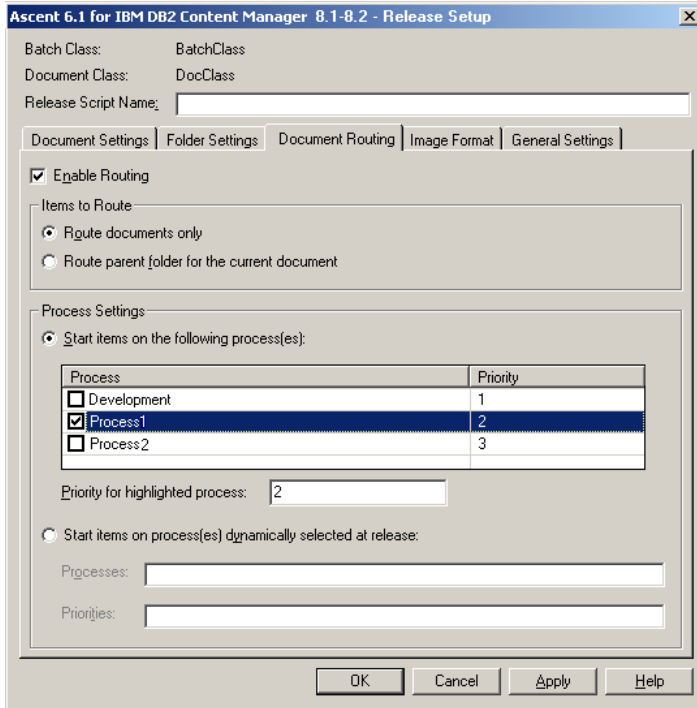 Ascent 6.1 for IBM DB2 Content Manager 8.1-8.2 - Release Setup
Batch Class: BatchClass
Document Class: DocClass
Release Script Name:
Document Settings Folder Settings Document Routing Image Format General Settings
Enable Routing
Items to Route
Route documents only
Route parent folder for the current document
Process Settings
Start items on the following process(es):
Process Priority
Development 1
Process1 2
Process2 3
Priority for highlighted process: 2
Start items on process(es) dynamically selected at release:
Processes:
Priorities:
OK Cancel Apply Help